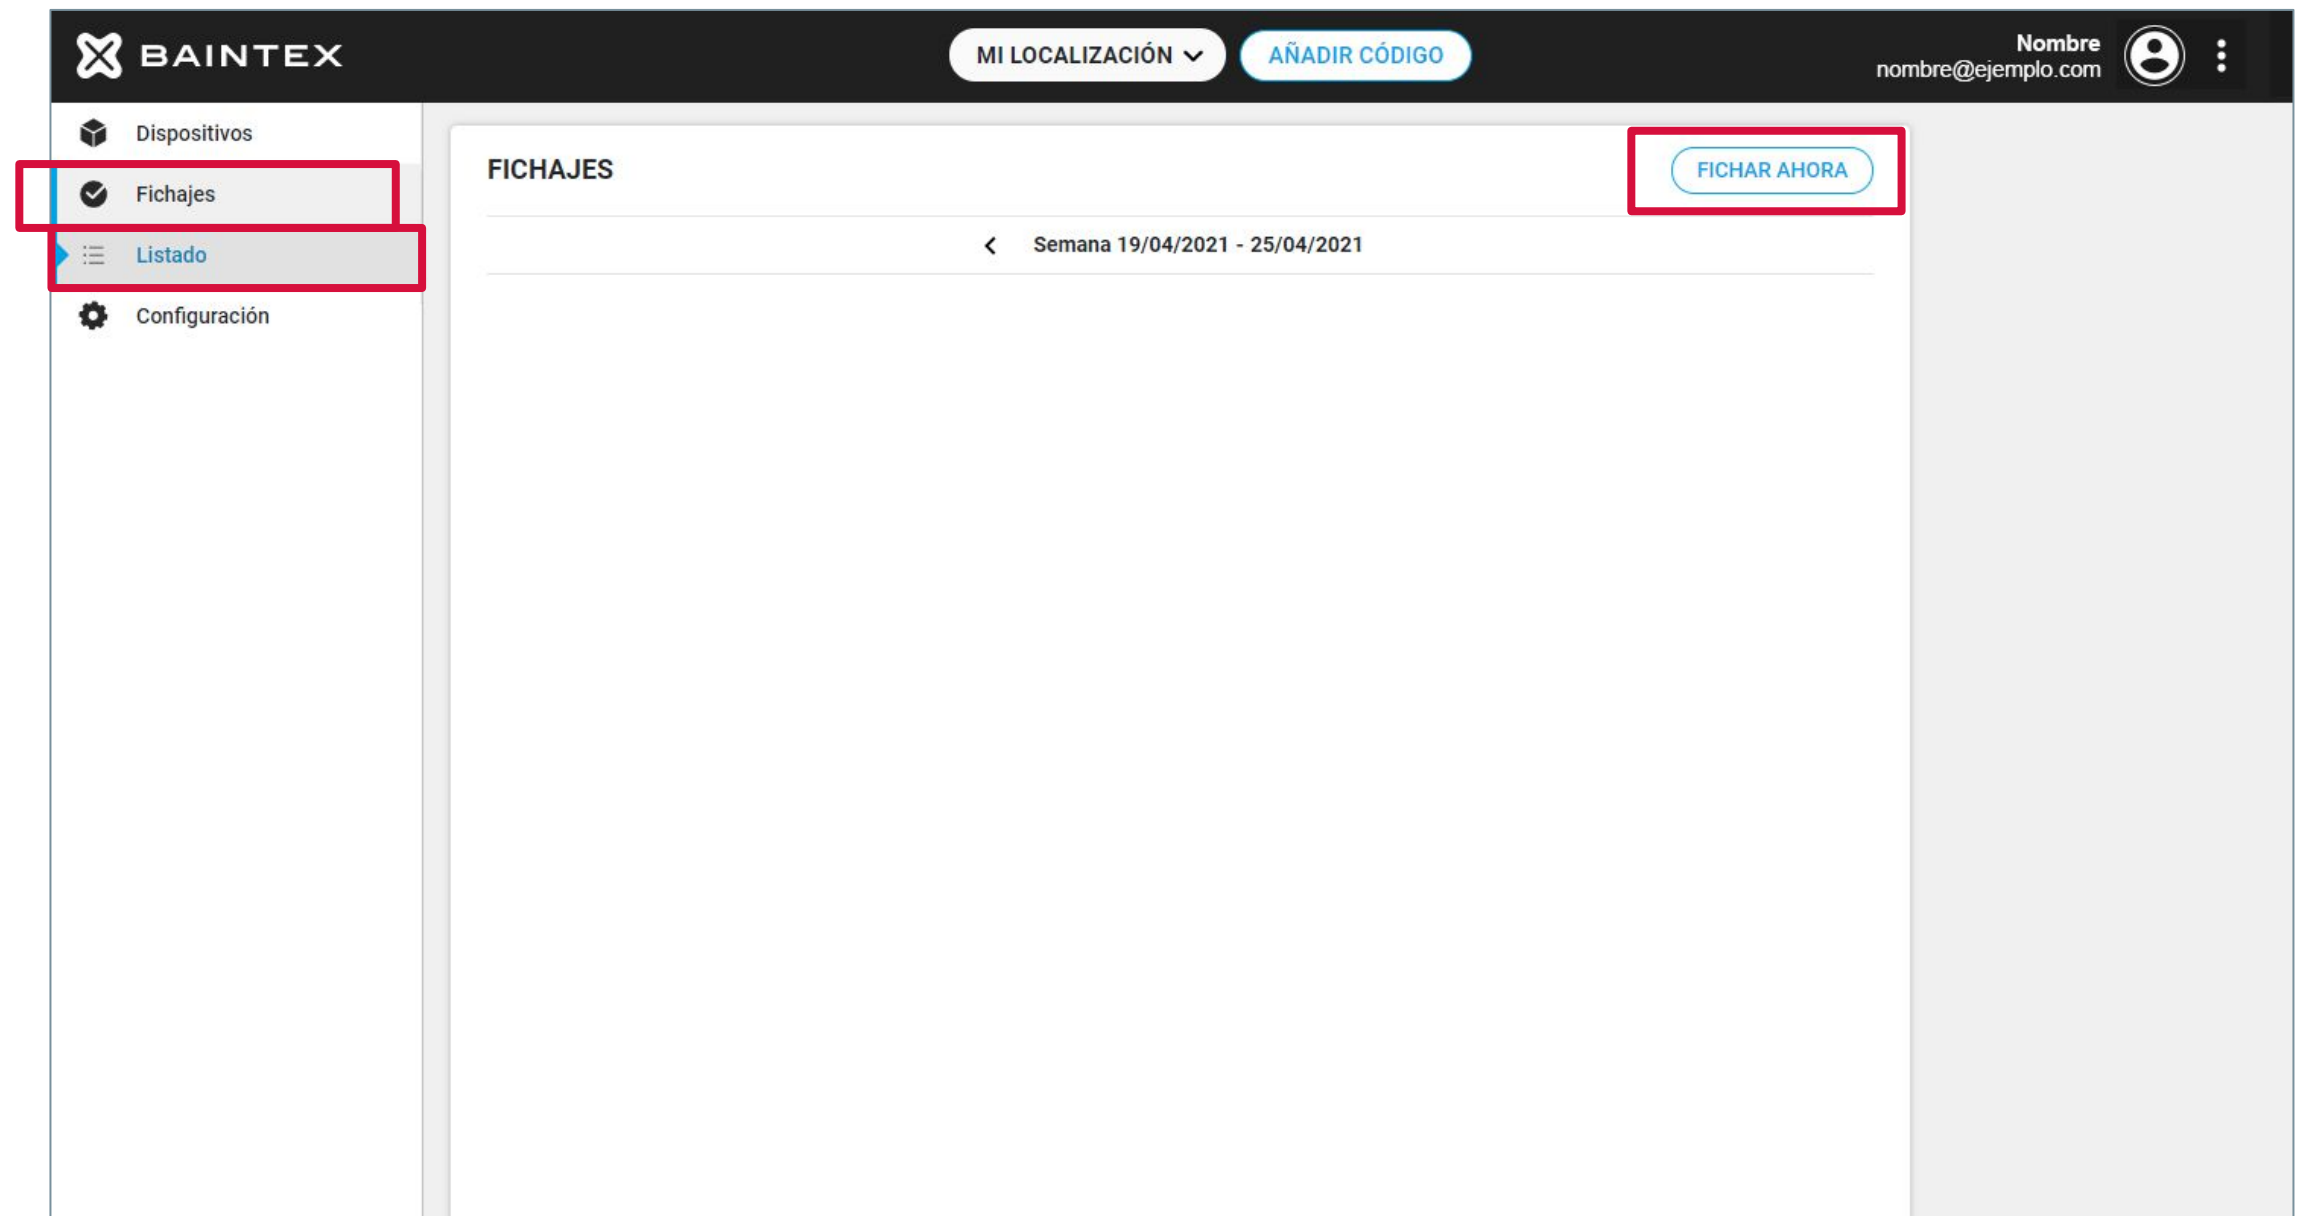 BAINTEX
MI LOCALIZACIÓN
AÑADIR CÓDIGO
Nombre
nombre@ejemplo.com
Dispositivos
Fichajes
Listado
Configuración
FICHAJES
FICHAR AHORA
Semana 19/04/2021 - 25/04/2021